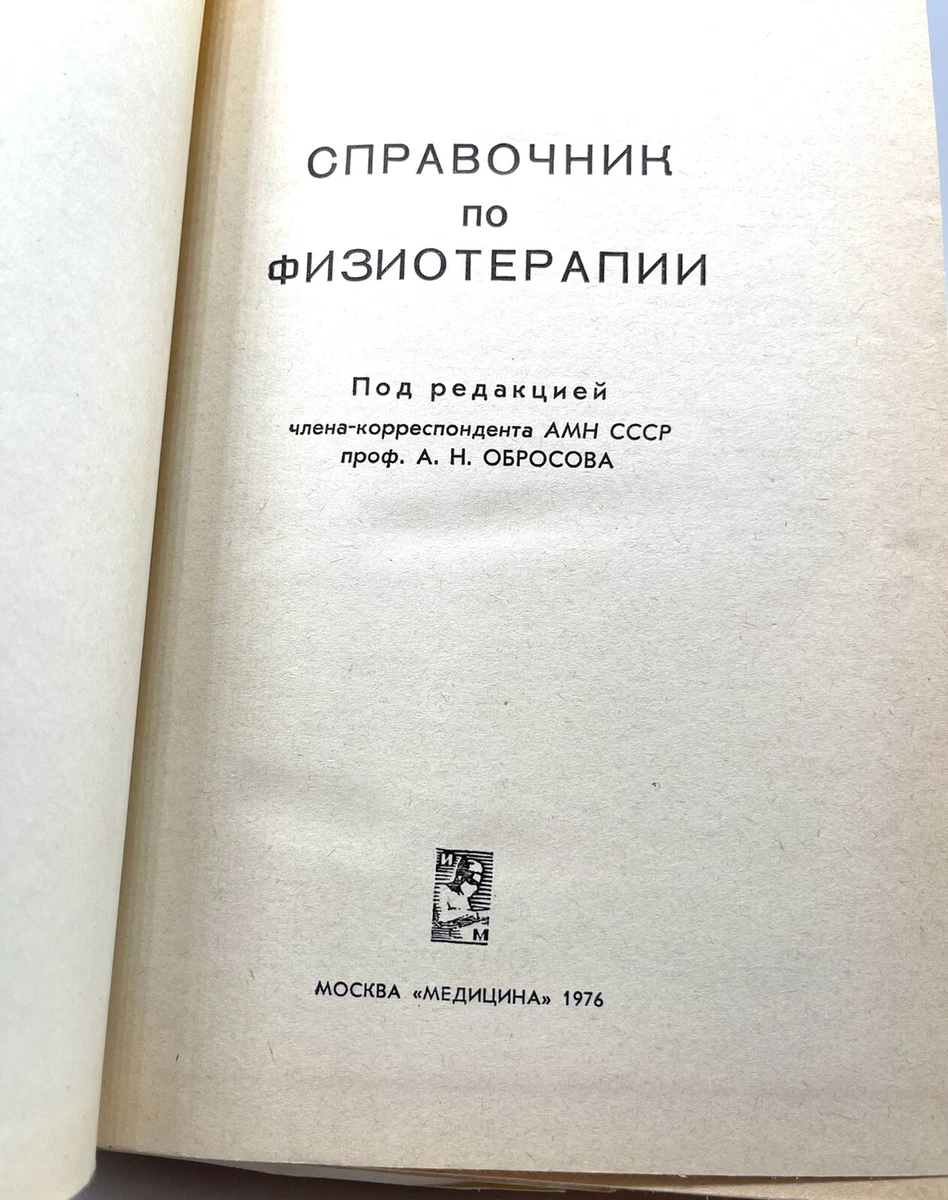 СПРАВОЧНИК
ПО
ФИЗИОТЕРАПИИ
Под редакцией
члена-корреспондента АМН СССР
проф. А. Н. ОБРОСОВА
И
М
МОСКВА «МЕДИЦИНА» 1976